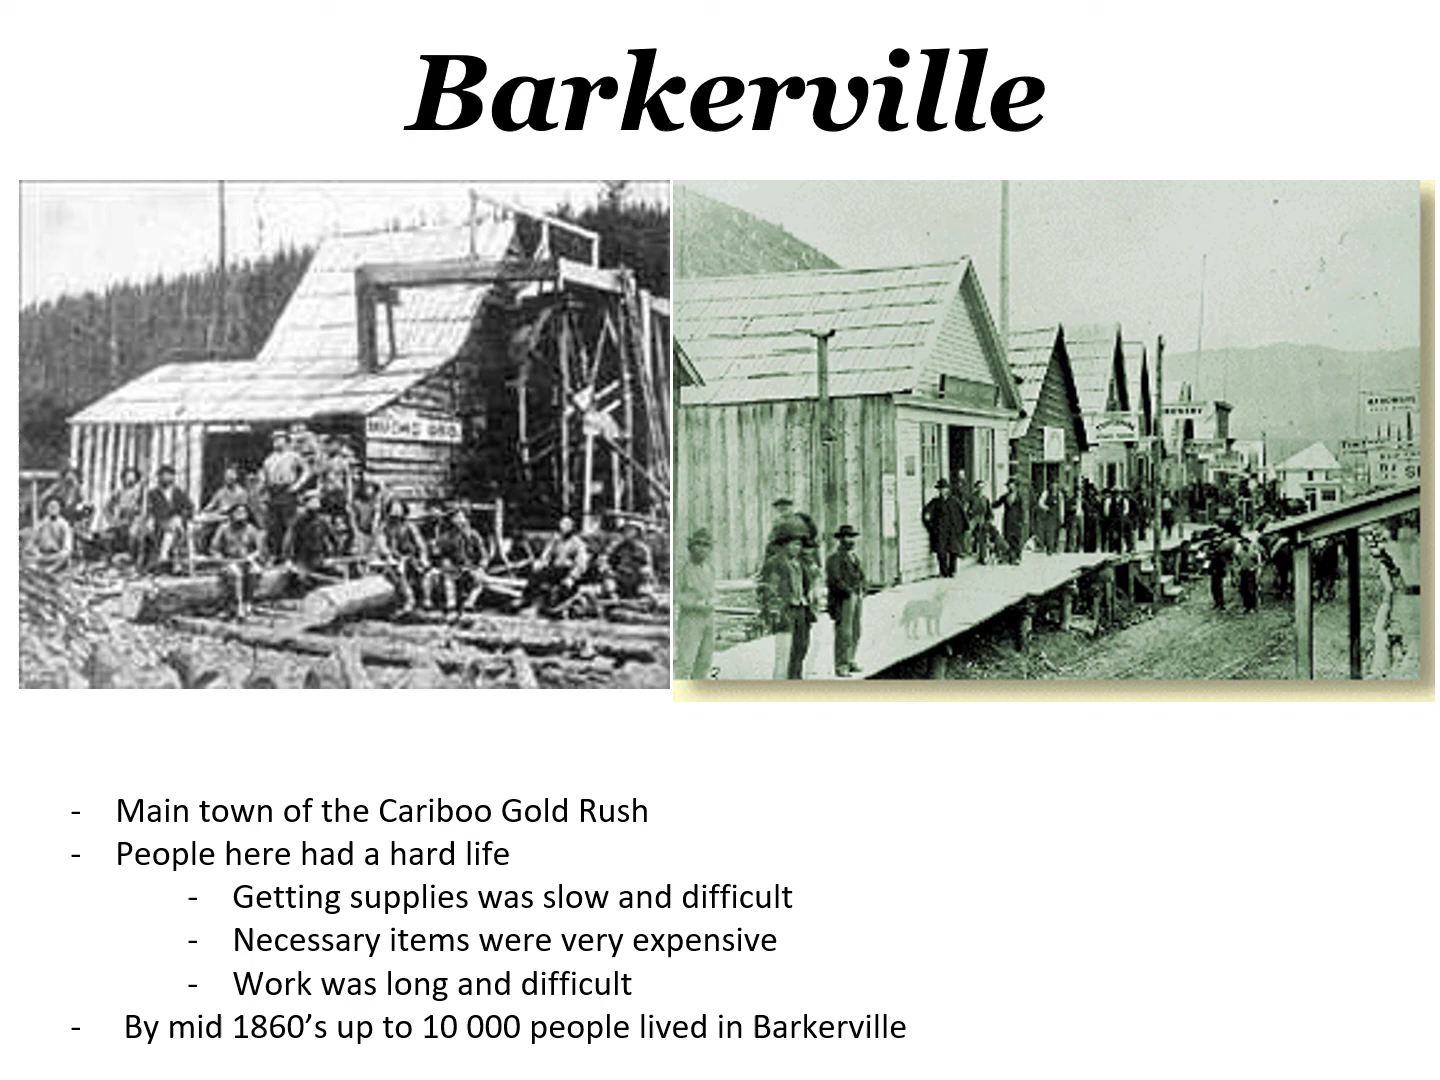 Barkerville
- Main town of the Cariboo Gold Rush
- People here had a hard life
- Getting supplies was slow and difficult
- Necessary items were very expensive
- Work was long and difficult
- By mid 1860’s up to 10 000 people lived in Barkerville